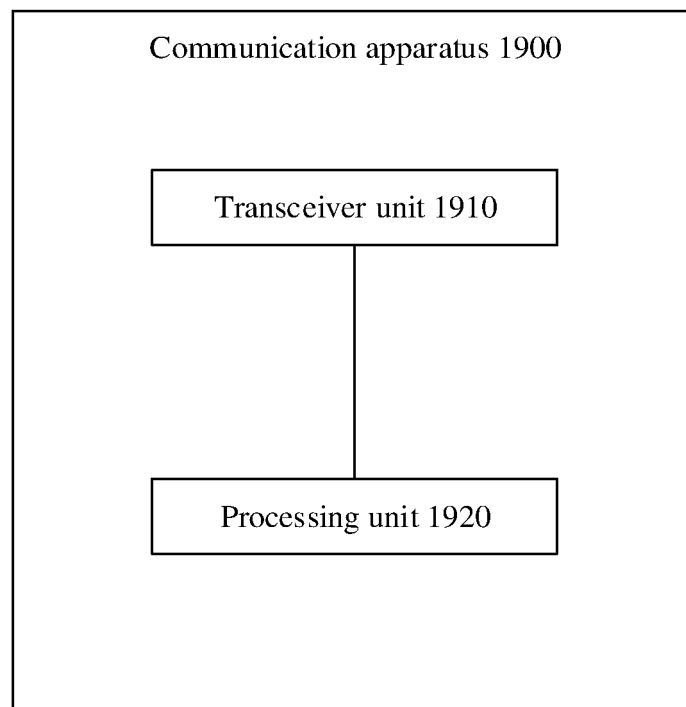 Communication apparatus 1900
Transceiver unit 1910
Processing unit 1920